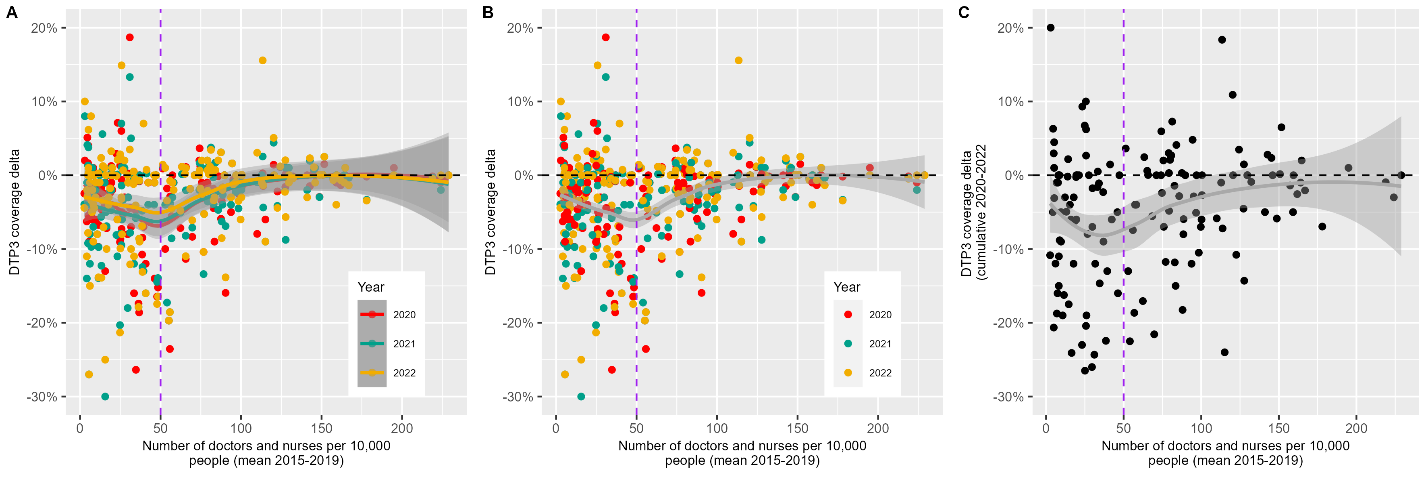 A
DTP3 coverage delta
20%
10%
0%
-10%
-20%
-30%
0
50
100
150
200
Number of doctors and nurses per 10,000
people (mean 2015-2019)
Year
2020
2021
2022
B
DTP3 coverage delta
20%
10%
0%
-10%
-20%
-30%
0
50
100
150
200
Number of doctors and nurses per 10,000
people (mean 2015-2019)
Year
2020
2021
2022
C
DTP3 coverage delta
(cumulative 2020-2022
20%
10%
0%
-10%
-20%
-30%
0
50
100
150
200
Number of doctors and nurses per 10,000
people (mean 2015-2019)